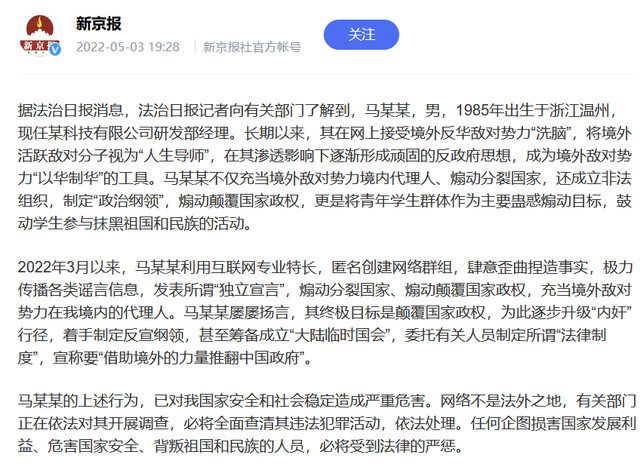 新京报
2022-05-03 19:28 新京报社官方帐号
关注
据法治日报消息，法治日报记者向有关部门了解到，马某某，男，1985年出生于浙江温州，
现任某科技有限公司研发部经理。长期以来，其在网上接受境外反华敌对势力“洗脑”，将境外
活跃敌对分子视为“人生导师”，在其渗透影响下逐渐形成顽固的反政府思想，成为境外敌对势
力“以华制华”的工具。马某某不仅充当境外敌对势力境内代理人、煽动分裂国家，还成立非法
组织，制定“政治纲领”，煽动颠覆国家政权，更是将青年学生群体作为主要蛊惑煽动目标，鼓
动学生参与抹黑祖国和民族的活动。
2022年3月以来，马某某利用互联网专业特长，匿名创建网络群组，肆意歪曲捏造事实，极力
传播各类谣言信息，发表所谓“独立宣言”，煽动分裂国家、煽动颠覆国家政权，充当境外敌对
势力在我境内的代理人。马某某屡屡扬言，其终极目标是颠覆国家政权，为此逐步升级“内奸”
行径，着手制定反宣纲领，甚至筹备成立“大陆临时国会”，委托有关人员制定所谓“法律制
度”，宣称要“借助境外的力量推翻中国政府”。
马某某的上述行为，已对我国家安全和社会稳定造成严重危害。网络不是法外之地，有关部门
正在依法对其开展调查，必将全面查清其违法犯罪活动，依法处理。任何企图损害国家发展利
益、危害国家安全、背叛祖国和民族的人员，必将受到法律的严惩。